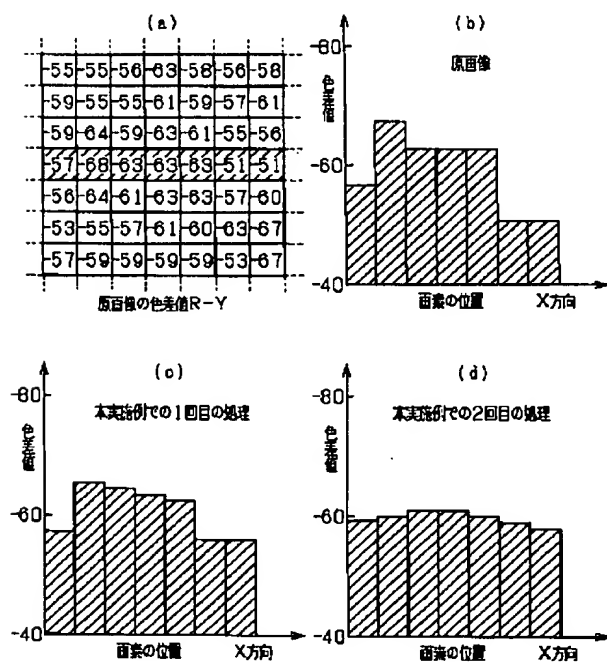 (a)
-55-55-56-63-58-56-58
-59-55-55-61-59-57-61
-59-64-59-63-61-55-56
-57-68-63-63-63-51-51
-56-64-61-63-63-57-60
-53-55-57-61-60-63-67
-57-59-59-59-59-53-67
原画像の色差値R-Y
(b)
-80
原画像
色差値
-60
-40
画素の位置 X方向
(c)
-80
本実施例での1回目の処理
色差値
-60
-40
画素の位置 X方向
(d)
-80
本実施例での2回目の処理
色差値
-60
-40
画素の位置 X方向